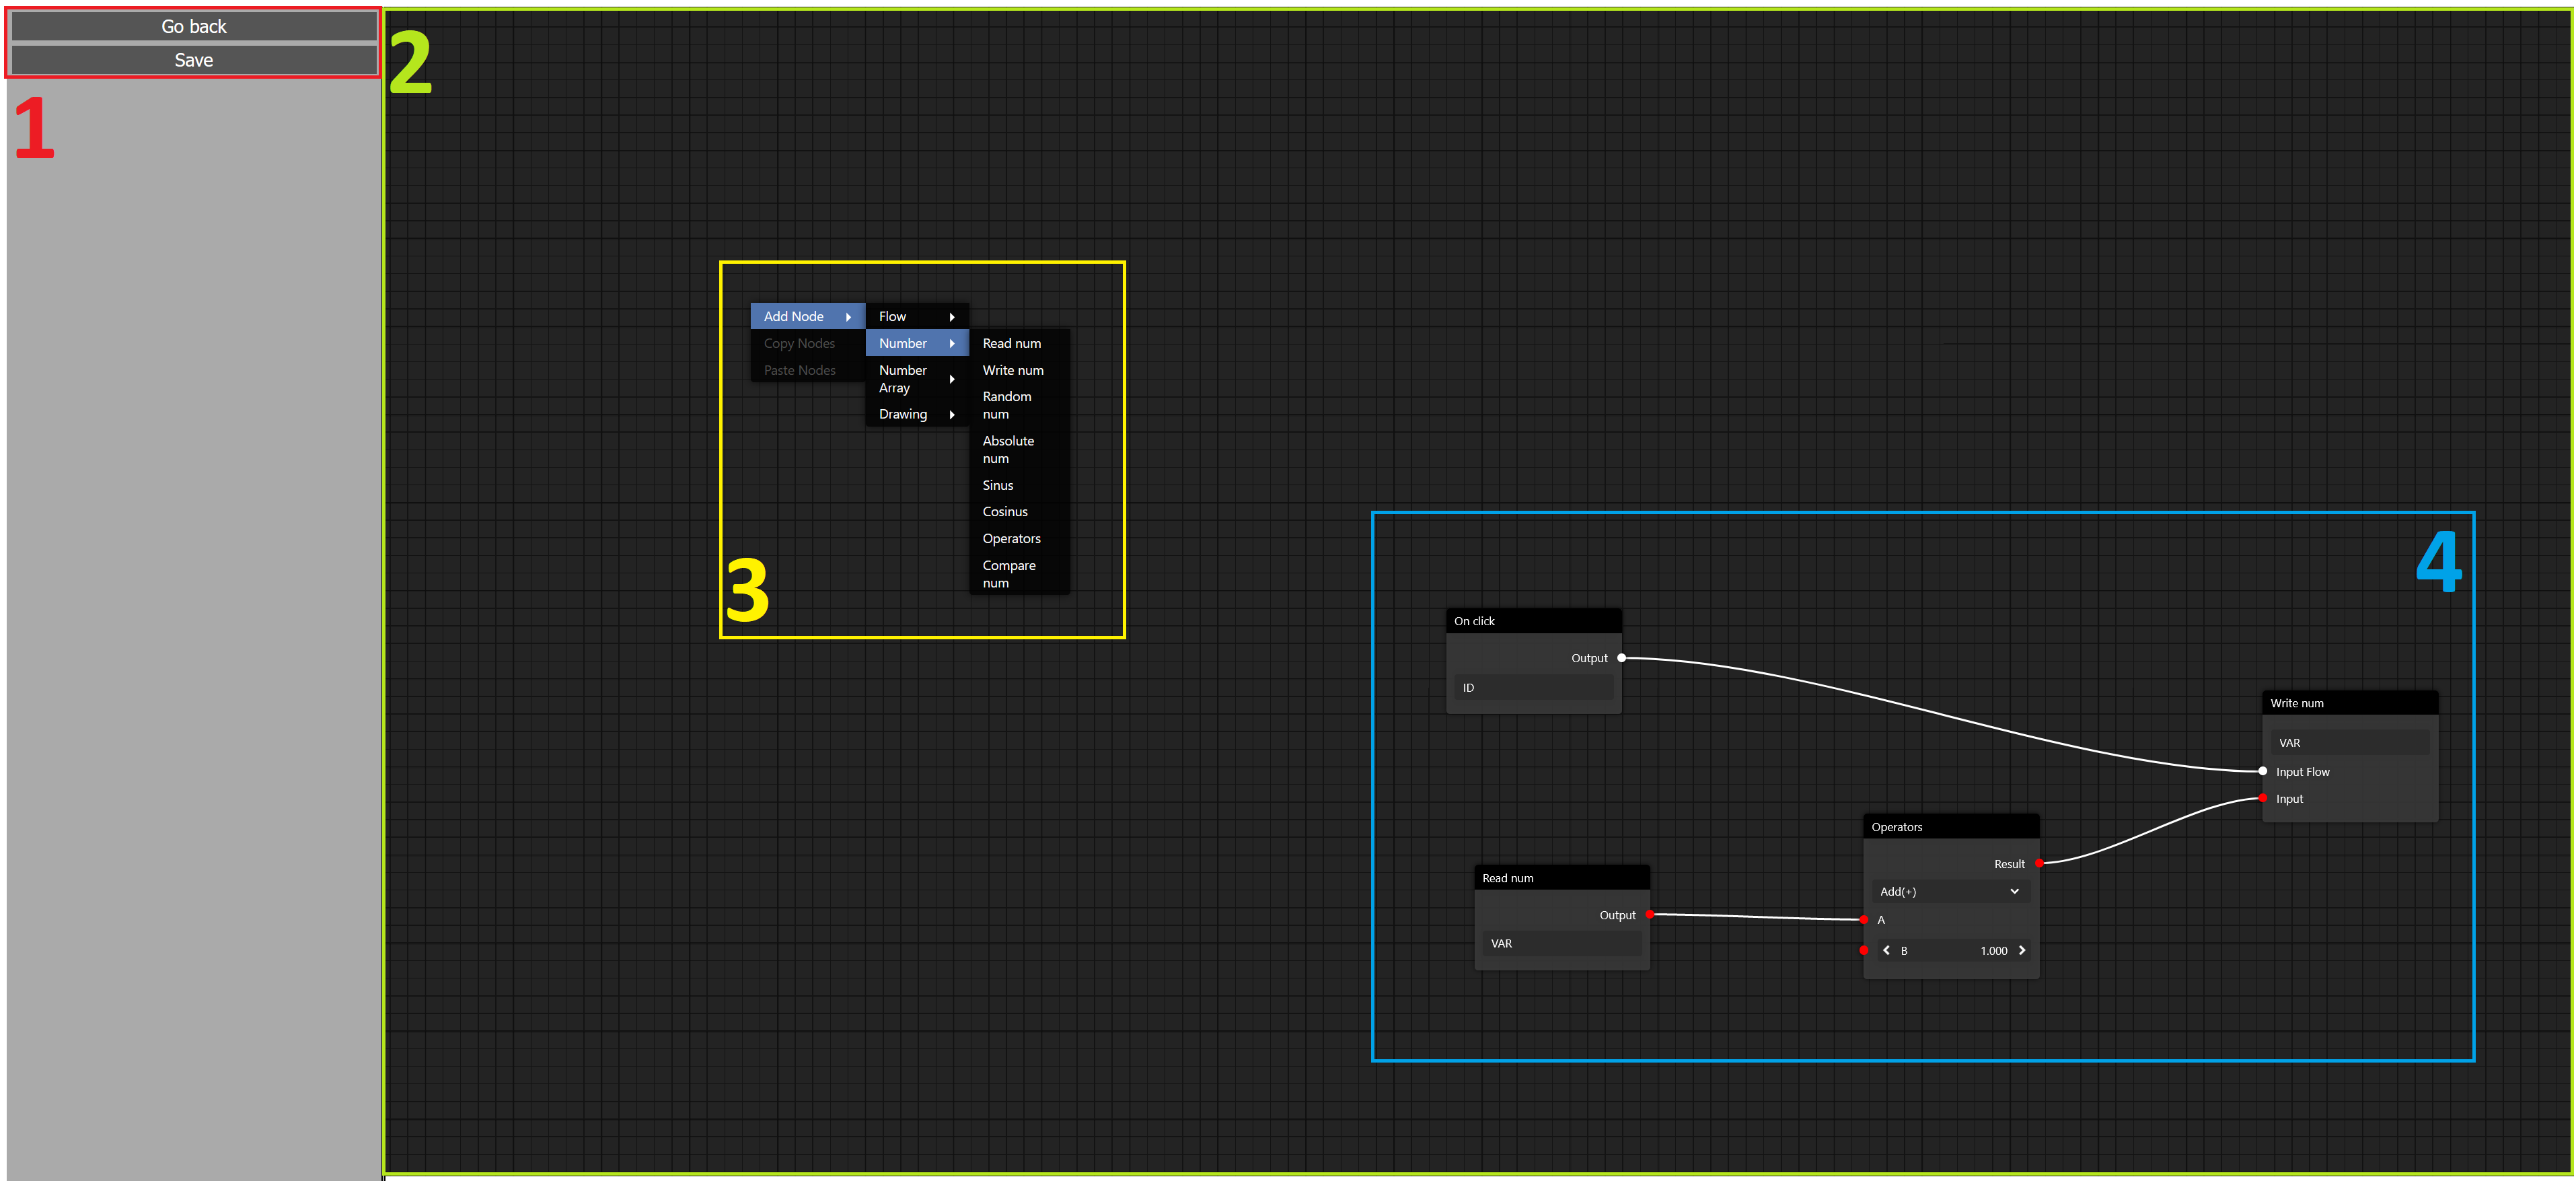 Go back
Save
1
2
Add Node
Copy Nodes
Paste Nodes
Flow
Number
Number
Array
Drawing
Read num
Write num
Random
num
Absolute
num
Sinus
Cosinus
Operators
Compare
num
3
4
On click
Output
ID
Read num
Output
VAR
Operators
Result
Add(+)
A
B 1.000
Write num
VAR
Input Flow
Input